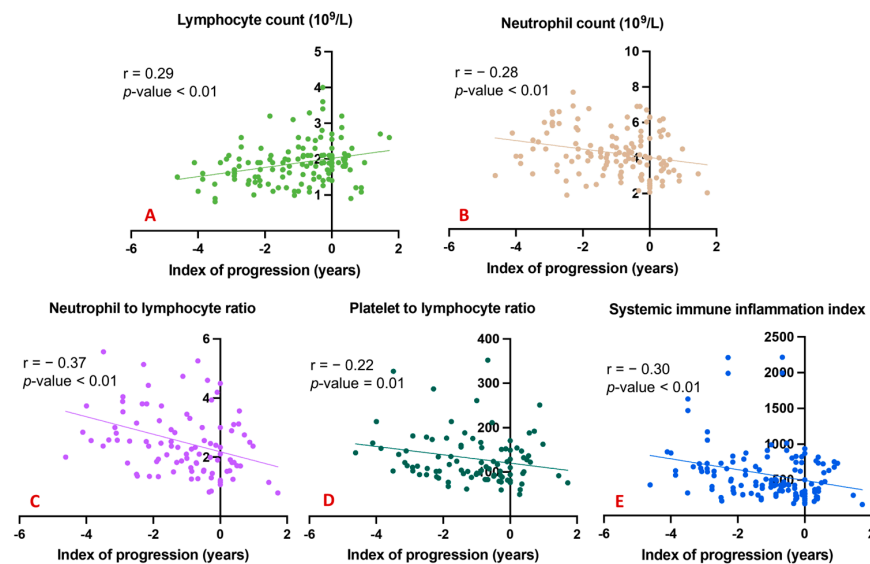 Lymphocyte count (10⁹/L)
r = 0.29
p-value < 0.01
5
4
3
2
1
A
-6 -4 -2 0 2
Index of progression (years)
Neutrophil count (10⁹/L)
r = − 0.28
p-value < 0.01
10
8
6
4
2
B
-6 -4 -2 0 2
Index of progression (years)
Neutrophil to lymphocyte ratio
r = − 0.37
p-value < 0.01
6
4
2
C
-6 -4 -2 0 2
Index of progression (years)
Platelet to lymphocyte ratio
r = − 0.22
p-value = 0.01
400
300
200
100
D
-6 -4 -2 0 2
Index of progression (years)
Systemic immune inflammation index
r = − 0.30
p-value < 0.01
2500
2000
1500
1000
500
E
-6 -4 -2 0 2
Index of progression (years)